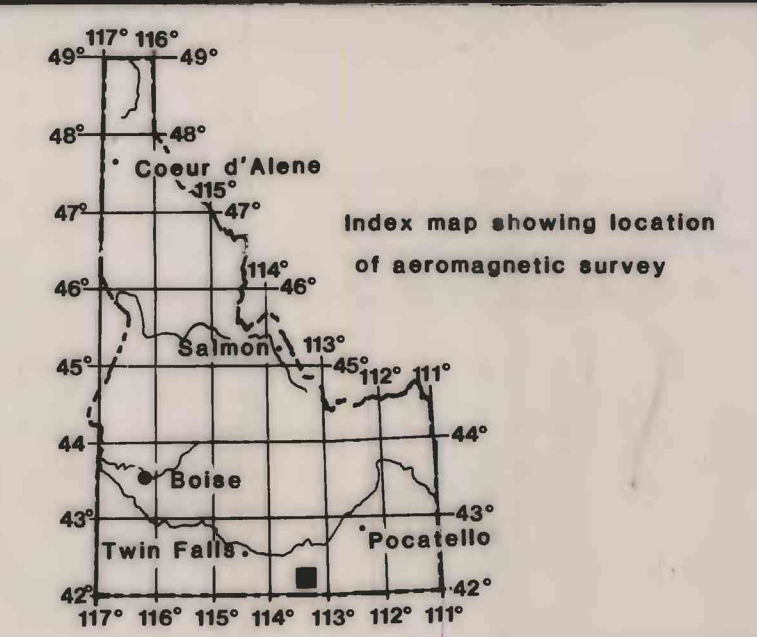 117° 116°
49° 49°
48° 48°
Coeur d'Alene
115°
47° 47°
Index map showing location
of aeromagnetic survey
114°
46° 46°
Salmon
113°
45° 45°
112° 111°
44° 44°
Boise
43° 43°
Twin Falls
Pocatello
42° 42°
117° 116° 115° 114° 113° 112° 111°